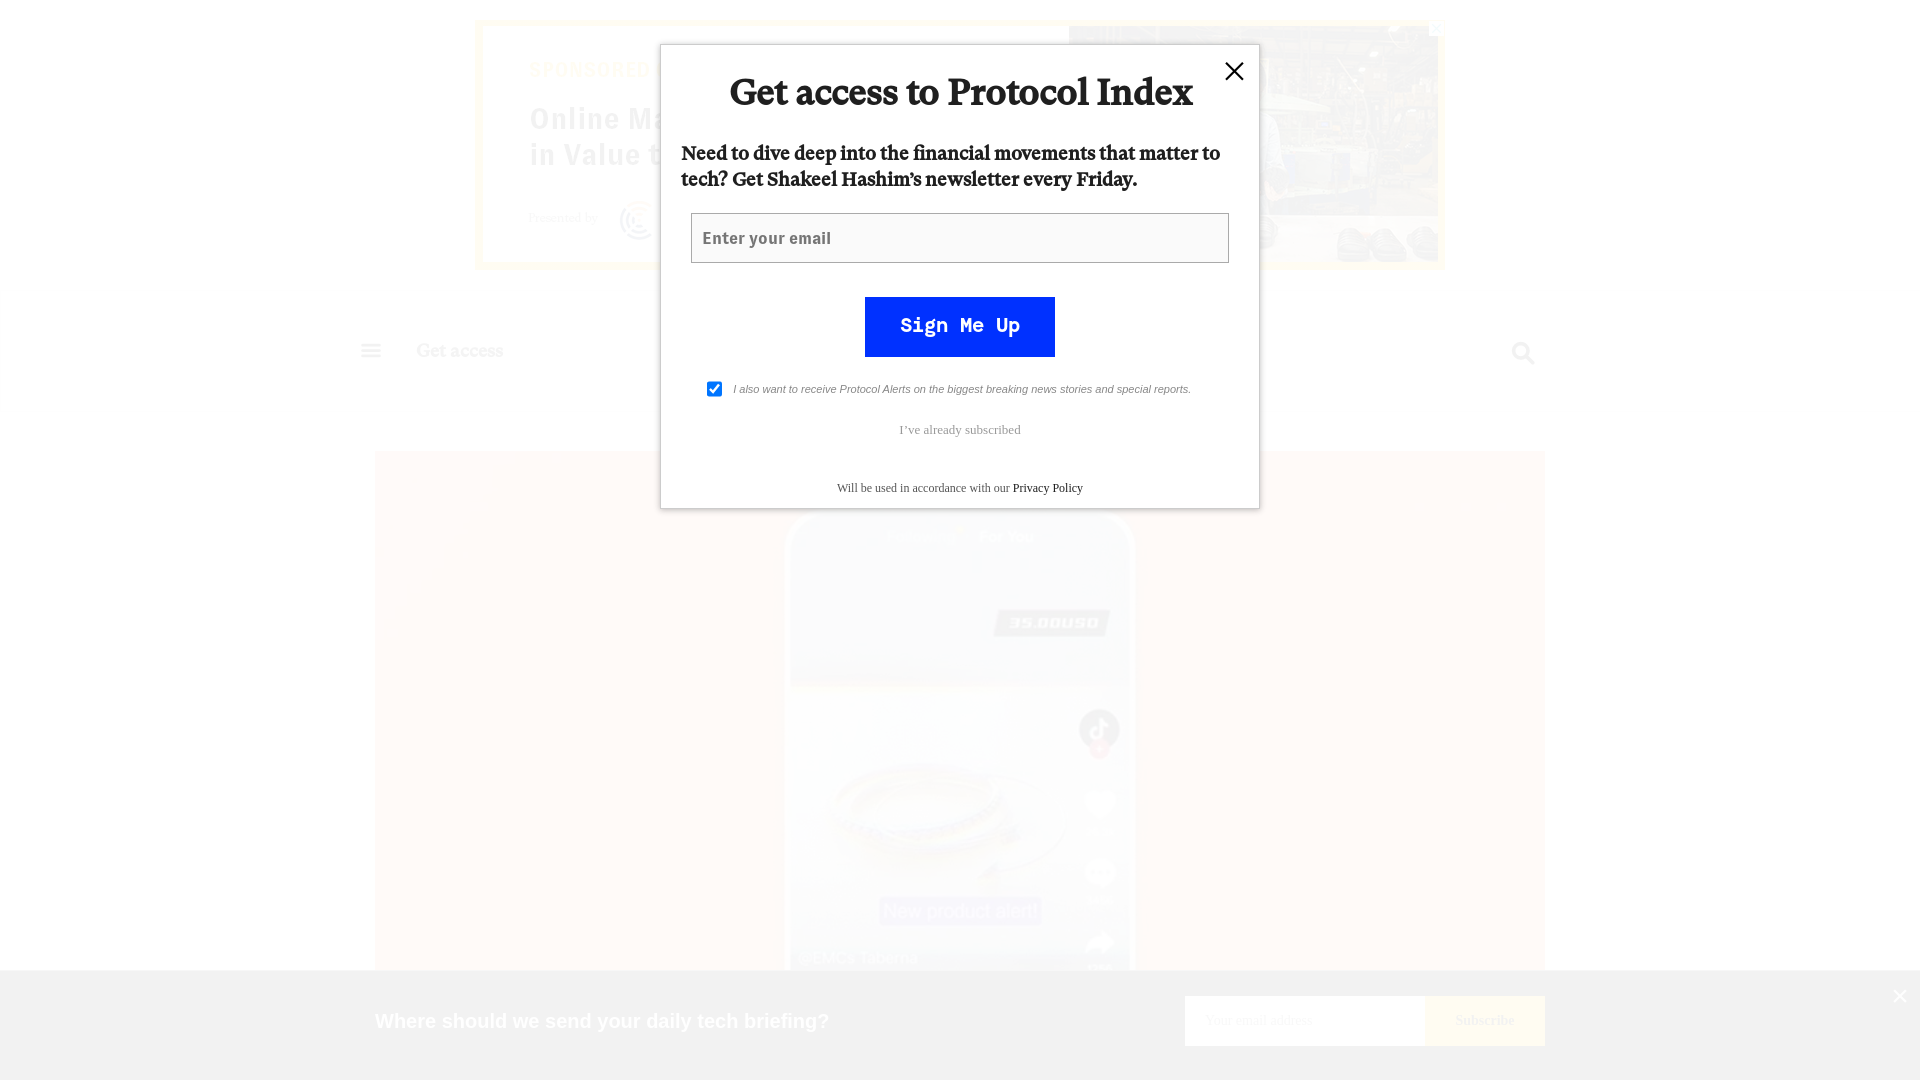 SPONSORED
Online
in Value
Presented by
Get access to Protocol Index
Need to dive deep into the financial movements that matter to
tech? Get Shakeel Hashim’s newsletter every Friday.
Enter your email
Sign Me Up
I also want to receive Protocol Alerts on the biggest breaking news stories and special reports.
I’ve already subscribed
Will be used in accordance with our Privacy Policy
Get access
For You
35.00USD
New product alert!
Where should we send your daily tech briefing?
Your email address
Subscribe